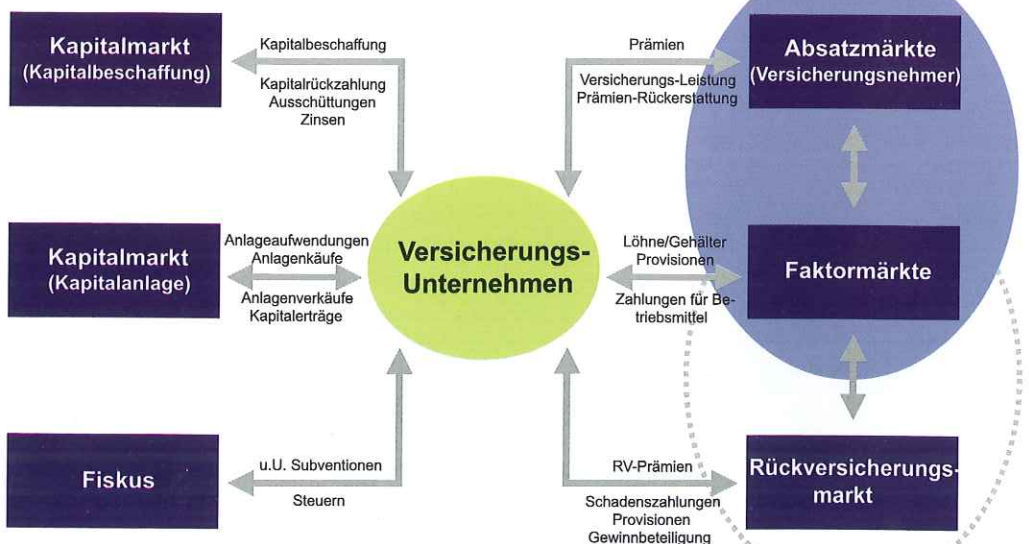 Kapitalmarkt
(Kapitalbeschaffung)
Kapitalbeschaffung
Kapitalrückzahlung
Ausschüttungen
Zinsen
Prämien
Versicherungs-Leistung
Prämien-Rückerstattung
Absatzmärkte
(Versicherungsnehmer)
Kapitalmarkt
(Kapitalanlage)
Anlageaufwendungen
Anlagenkäufe
Anlagenverkäufe
Kapitalerträge
Versicherungs-
Unternehmen
Löhne/Gehälter
Provisionen
Zahlungen für Be-
triebsmittel
Faktormärkte
Fiskus
u.U. Subventionen
Steuern
RV-Prämien
Schadenszahlungen
Provisionen
Gewinnbeteiligung
Rückversicherungs-
markt